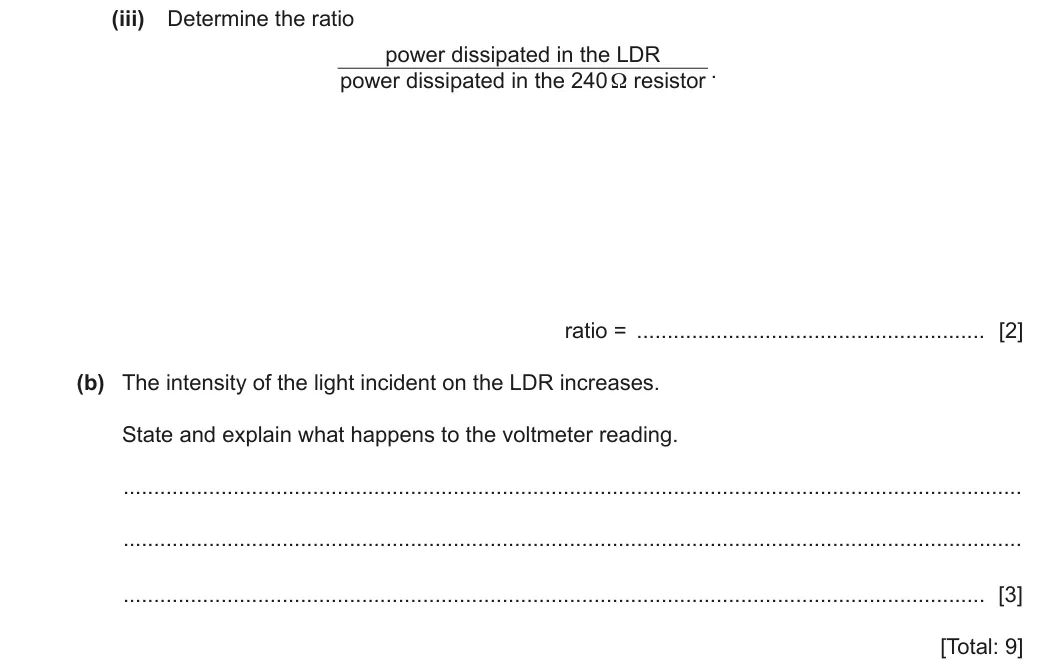 (iii) Determine the ratio
power dissipated in the LDR
power dissipated in the 240 Ω resistor .
ratio = ......................................................... [2]
(b) The intensity of the light incident on the LDR increases.
State and explain what happens to the voltmeter reading.
...................................................................................................................................................
...................................................................................................................................................
............................................................................................................................................. [3]
[Total: 9]